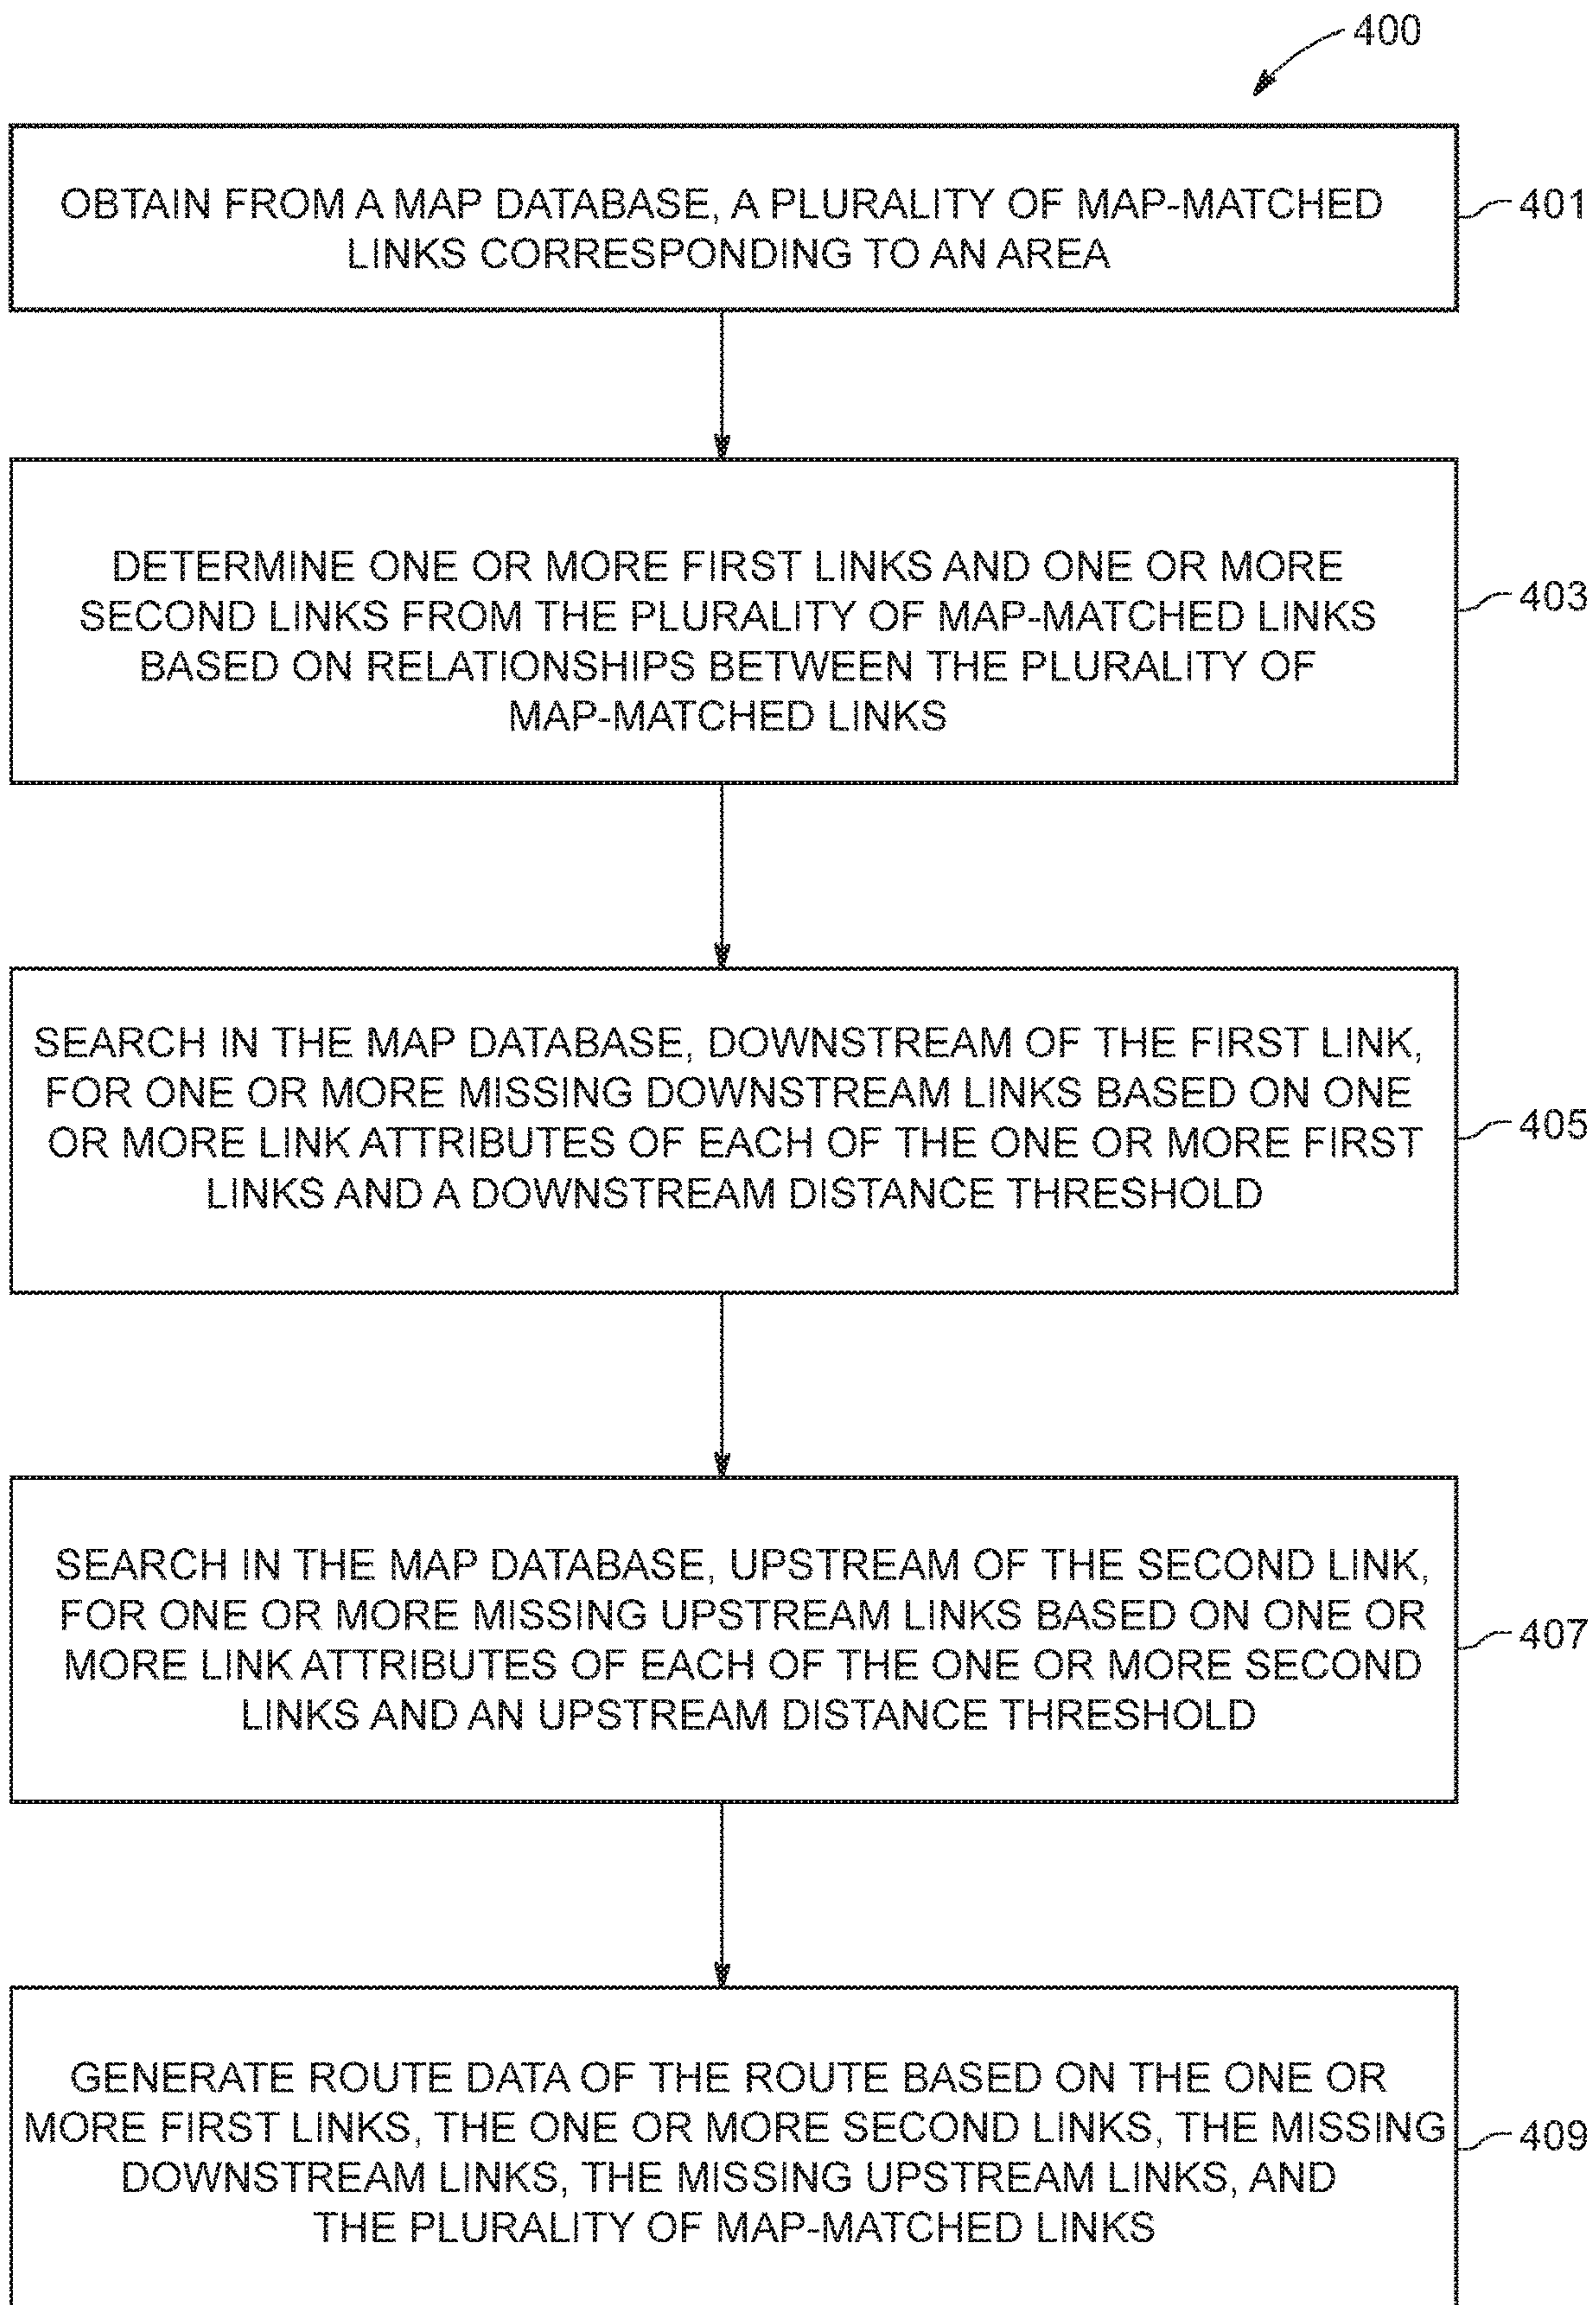 400
OBTAIN FROM A MAP DATABASE, A PLURALITY OF MAP-MATCHED
LINKS CORRESPONDING TO AN AREA
401
DETERMINE ONE OR MORE FIRST LINKS AND ONE OR MORE
SECOND LINKS FROM THE PLURALITY OF MAP-MATCHED LINKS
BASED ON RELATIONSHIPS BETWEEN THE PLURALITY OF
MAP-MATCHED LINKS
403
SEARCH IN THE MAP DATABASE, DOWNSTREAM OF THE FIRST LINK,
FOR ONE OR MORE MISSING DOWNSTREAM LINKS BASED ON ONE
OR MORE LINK ATTRIBUTES OF EACH OF THE ONE OR MORE FIRST
LINKS AND A DOWNSTREAM DISTANCE THRESHOLD
405
SEARCH IN THE MAP DATABASE, UPSTREAM OF THE SECOND LINK,
FOR ONE OR MORE MISSING UPSTREAM LINKS BASED ON ONE OR
MORE LINK ATTRIBUTES OF EACH OF THE ONE OR MORE SECOND
LINKS AND AN UPSTREAM DISTANCE THRESHOLD
407
GENERATE ROUTE DATA OF THE ROUTE BASED ON THE ONE OR
MORE FIRST LINKS, THE ONE OR MORE SECOND LINKS, THE MISSING
DOWNSTREAM LINKS, THE MISSING UPSTREAM LINKS, AND
THE PLURALITY OF MAP-MATCHED LINKS
409